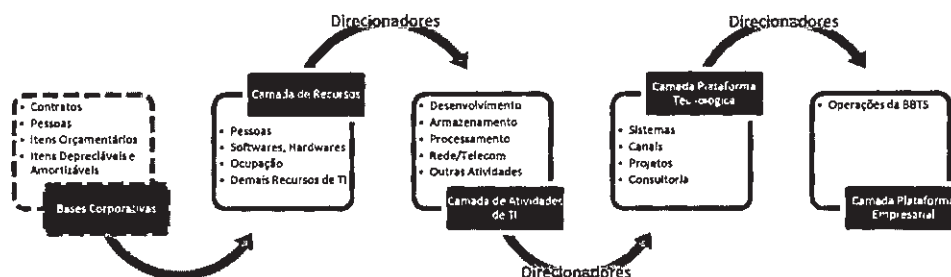 Direcionadores
Direcionadores
• Contratos
• Pessoas
• Itens Orçamentários
• Itens Depreciáveis e
Amortizáveis
Bases Corporativas
Camada de Recursos
• Pessoas
• Softwares, Hardwares
• Ocupação
• Demais Recursos de TI
• Desenvolvimento
• Armazenamento
• Processamento
• Rede/Telecom
• Outras Atividades
Camada de Atividades
de TI
Camada Plataforma
Tecnológica
• Sistemas
• Canais
• Projetos
• Consultoria
• Operações da BBTS
Camada Plataforma
Empresarial
Direcionadores